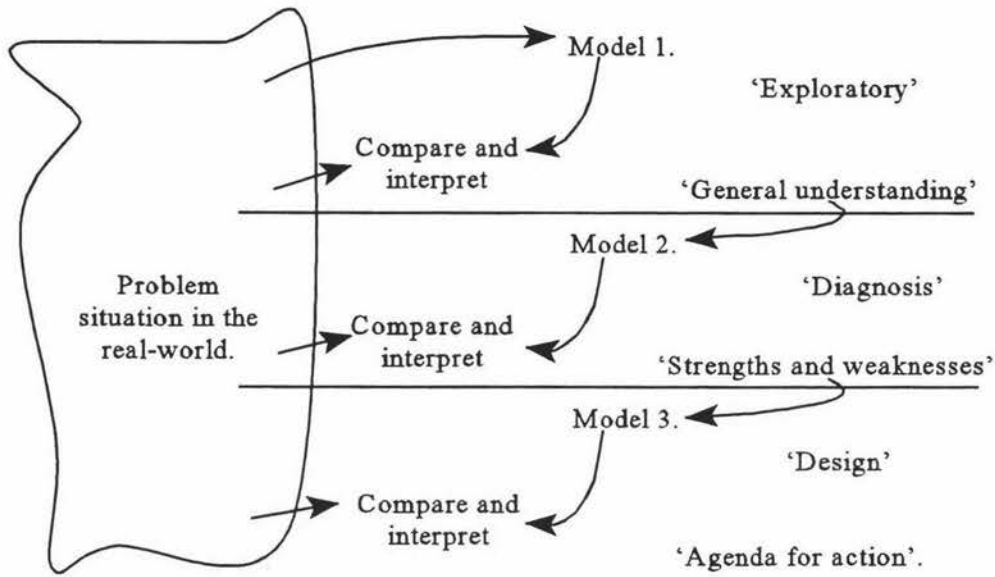 Model 1.
'Exploratory'
Compare and
interpret
'General understanding'
Model 2.
Problem
situation in the
real-world.
'Diagnosis'
Compare and
interpret
'Strengths and weaknesses'
Model 3.
'Design'
Compare and
interpret
'Agenda for action'.